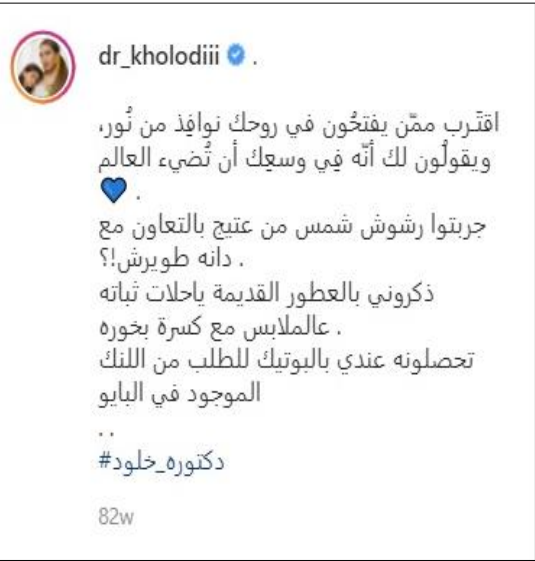 dr_kholodiii .
اقتَرب ممّن يفتحُون في روحك نوافِذ من نُور،
ويقولُون لك أنّه فِي وسعِك أن تُضيء العالم
💙 .
جربتوا رشوش شمس من عتيج بالتعاون مع
دانه طويرش!؟ .
ذكروني بالعطور القديمة ياحلات ثباته
عالملابس مع كسرة بخوره .
تحصلونه عندي بالبوتيك للطلب من اللنك
الموجود في البايو
. .
#دكتوره_خلود
82w